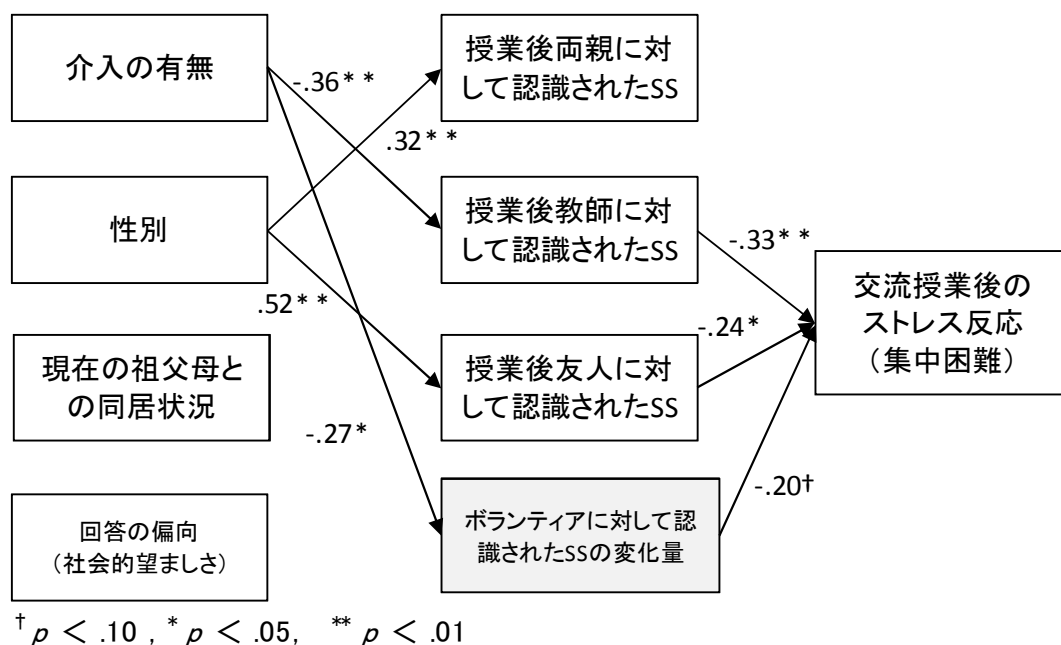 介入の有無
性別
現在の祖父母と
の同居状況
回答の偏向
（社会的望ましさ）
-.36**
.32**
.52**
-.27*
授業後両親に対
して認識されたSS
授業後教師に対
して認識されたSS
授業後友人に対
して認識されたSS
ボランティアに対して認
識されたSSの変化量
-.33**
-.24*
-.20†
交流授業後の
ストレス反応
（集中困難）
† p ＜ .10 , * p ＜ .05, ** p ＜ .01